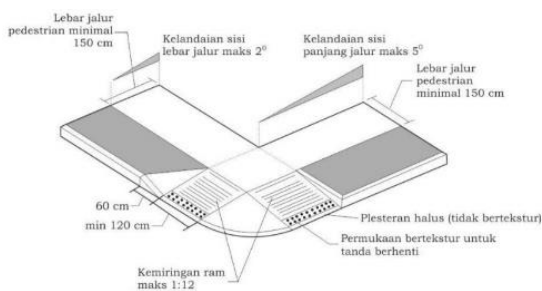 Lebar jalur
pedestrian minimal
150 cm
Kelandaian sisi
lebar jalur maks 2°
Kelandaian sisi
panjang jalur maks 5°
Lebar jalur
pedestrian
minimal 150 cm
60 cm
min 120 cm
Plesteran halus (tidak bertekstur)
Permukaan bertekstur untuk
tanda berhenti
Kemiringan ram
maks 1:12